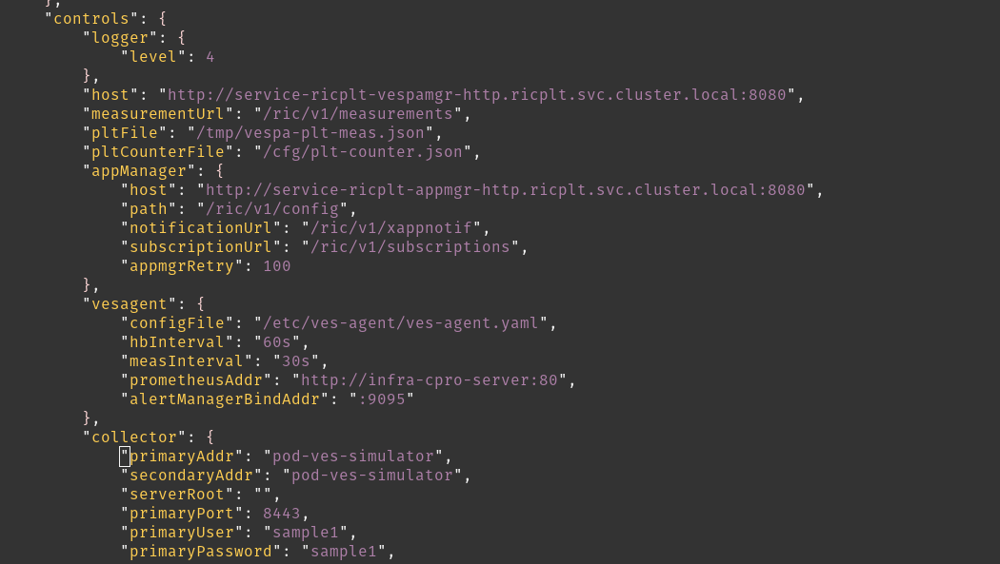 },
"controls": {
"logger": {
"level": 4
},
"host": "http://service-ricplt-vespamgr-http.ricplt.svc.cluster.local:8080",
"measurementUrl": "/ric/v1/measurements",
"pltFile": "/tmp/vespa-plt-meas.json",
"pltCounterFile": "/cfg/plt-counter.json",
"appManager": {
"host": "http://service-ricplt-appmgr-http.ricplt.svc.cluster.local:8080",
"path": "/ric/v1/config",
"notificationUrl": "/ric/v1/xappnotif",
"subscriptionUrl": "/ric/v1/subscriptions",
"appmgrRetry": 100
},
"vesagent": {
"configFile": "/etc/ves-agent/ves-agent.yaml",
"hbInterval": "60s",
"measInterval": "30s",
"prometheusAddr": "http://infra-cpro-server:80",
"alertManagerBindAddr": ":9095"
},
"collector": {
"primaryAddr": "pod-ves-simulator",
"secondaryAddr": "pod-ves-simulator",
"serverRoot": "",
"primaryPort": 8443,
"primaryUser": "sample1",
"primaryPassword": "sample1",